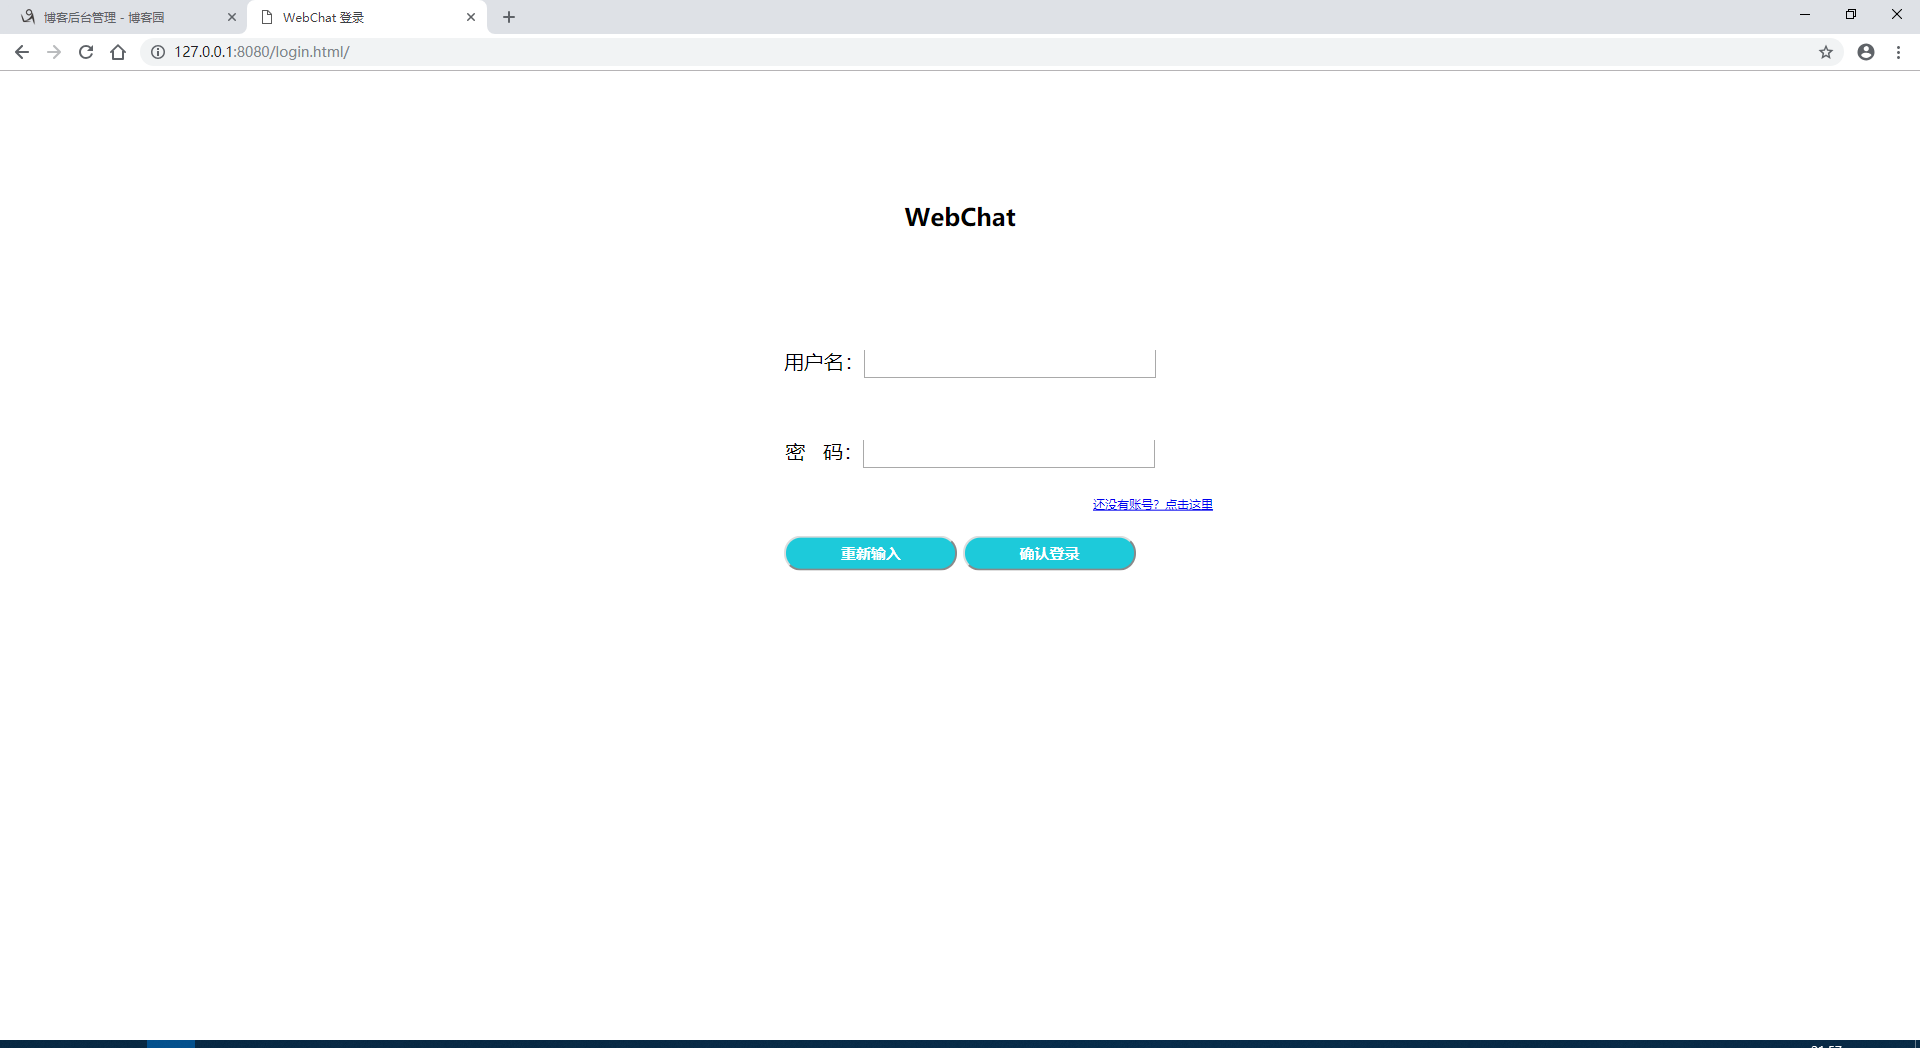 博客后台管理 - 博客园
WebChat 登录
127.0.0.1:8080/login.html/
WebChat
用户名：
密 码：
还没有账号？点击这里
重新输入 确认登录